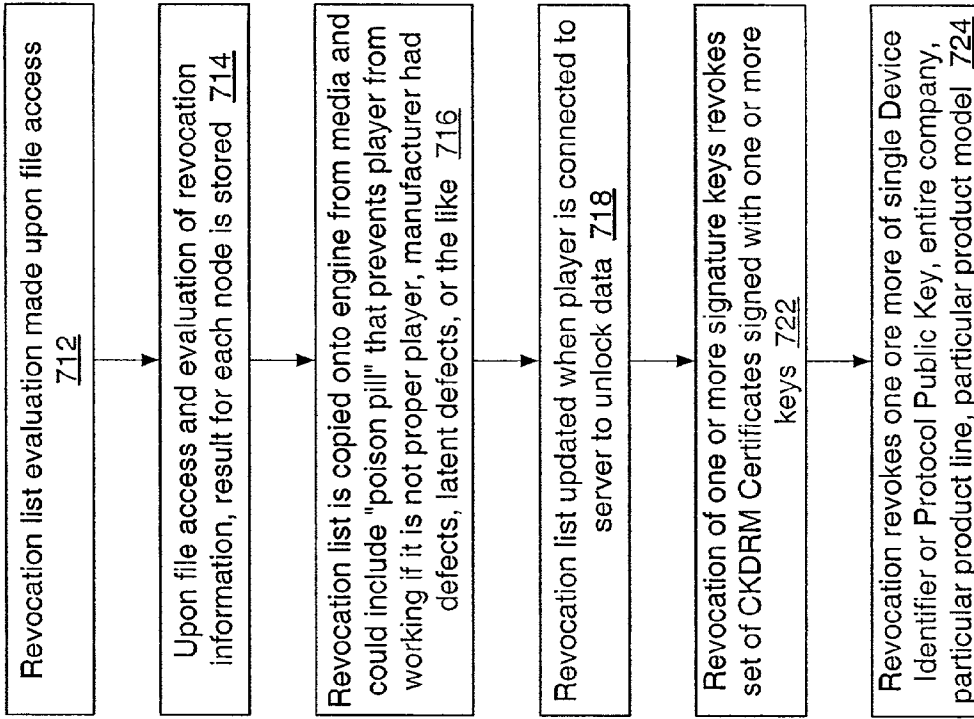 Revocation list evaluation made upon file access
712
Upon file access and evaluation of revocation
information, result for each node is stored 714
Revocation list is copied onto engine from media and
could include "poison pill" that prevents player from
working if it is not proper player, manufacturer had
defects, latent defects, or the like 716
Revocation list updated when player is connected to
server to unlock data 718
Revocation of one or more signature keys revokes
set of CKDRM Certificates signed with one or more
keys 722
Revocation revokes one ore more of single Device
Identifier or Protocol Public Key, entire company,
particular product line, particular product model 724